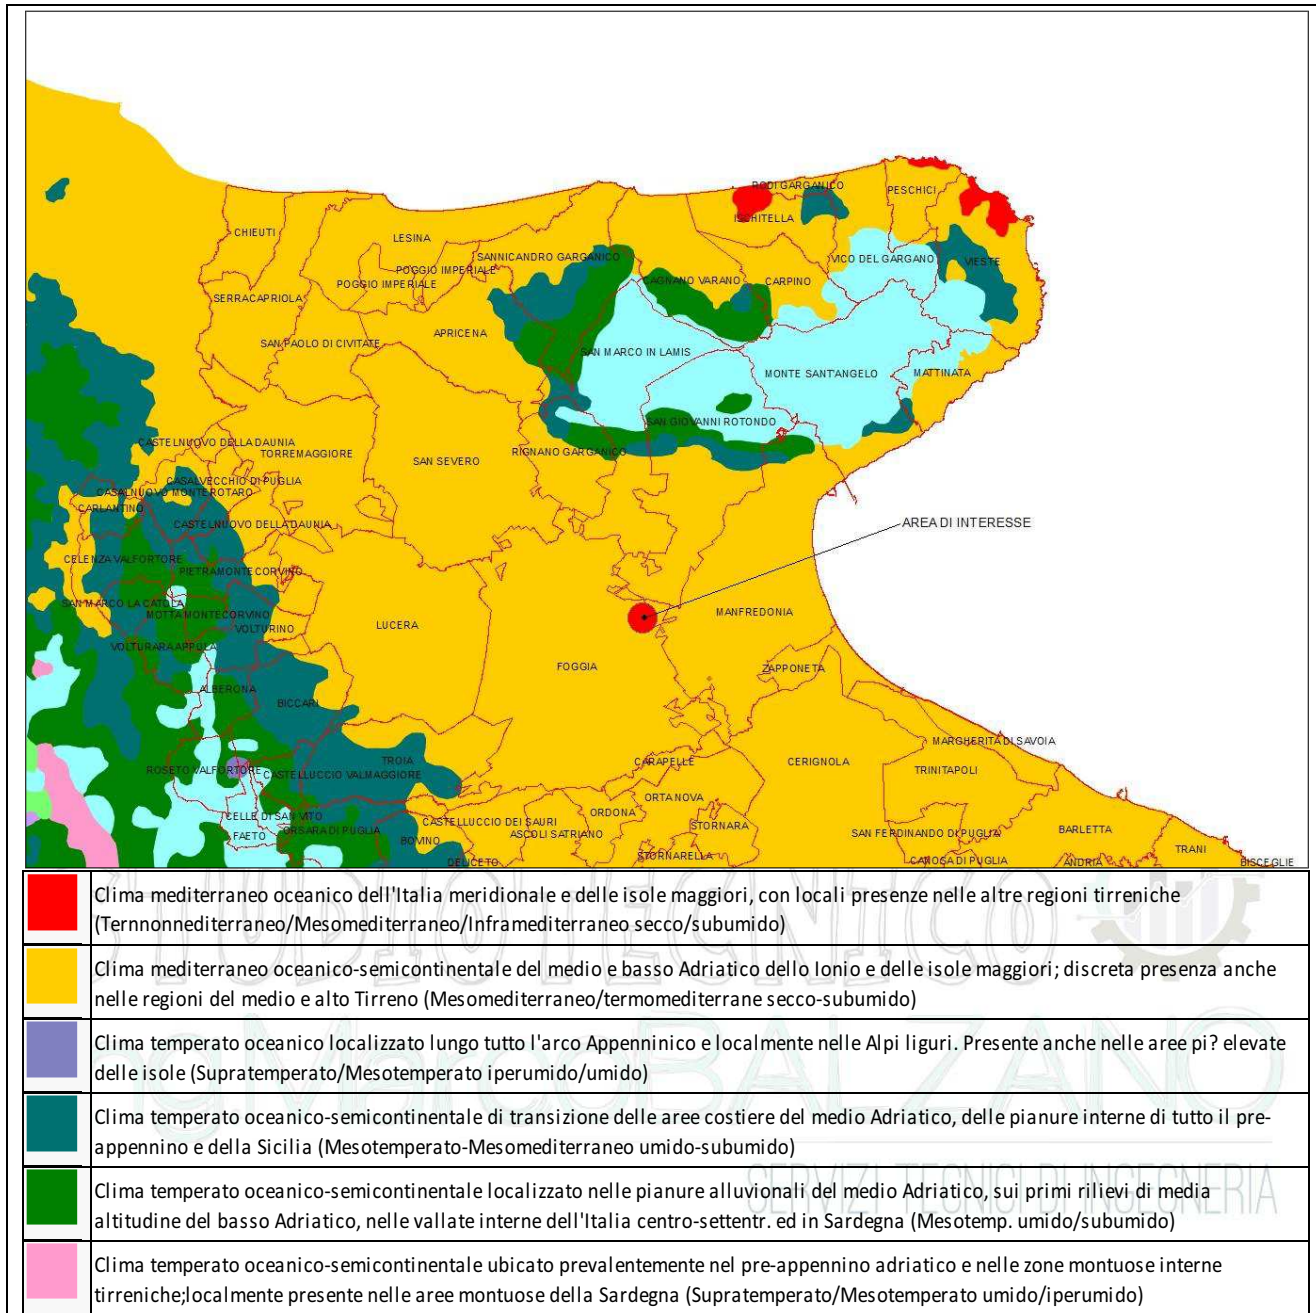 RODI GARGANICO
PESCHICI
ISCHITELLA
CHIEUTI
LESINA
SANNICANDRO GARGANICO
VICO DEL GARGANO
VIESTE
POGGIO IMPERIALE
POGGIO IMPERIALE
CAGNANO VARANO
CARPINO
SERRACAPRIOLA
APRICENA
SAN PAOLO DI CIVITATE
SAN MARCO IN LAMIS
MONTE SANT'ANGELO
MATTINATA
SAN GIOVANNI ROTONDO
CASTELNUOVO DELLA DAUNIA
TORREMAGGIORE
SAN SEVERO
RIGNANO GARGANICO
CASALVECCHIO DI PUGLIA
CASALNUOVO MONTEROTARO
CARLANTINO
CASTELNUOVO DELLA DAUNIA
AREA DI INTERESSE
CELENZA VALFORTORE
PIETRAMONTECORVINO
SAN MARCO LA CATOLA
MOTTA MONTECORVINO
VOLTURINO
LUCERA
MANFREDONIA
VOLTURARA APPULA
FOGGIA
ZAPPONETA
ALBERONA
BICCARI
MARGHERITA DI SAVOIA
TROIA
CARAPELLE
CERIGNOLA
ROSETO VALFORTORE
CASTELLUCCIO VALMAGGIORE
TRINITAPOLI
ORTA NOVA
CELLE DI SAN VITO
CASTELLUCCIO DEI SAURI
ORDONA
STORNARA
FAETO
ORSARA DI PUGLIA
BOVINO
ASCOLI SATRIANO
SAN FERDINANDO DI PUGLIA
BARLETTA
TRANI
DELICETO
STORNARELLA
CANOSA DI PUGLIA
ANDRIA
BISCEGLIE
Clima mediterraneo oceanico dell'Italia meridionale e delle isole maggiori, con locali presenze nelle altre regioni tirreniche
(Ternnonnediterraneo/Mesomediterraneo/Inframediterraneo secco/subumido)
Clima mediterraneo oceanico-semicontinentale del medio e basso Adriatico dello Ionio e delle isole maggiori; discreta presenza anche
nelle regioni del medio e alto Tirreno (Mesomediterraneo/termomediterrane secco-subumido)
Clima temperato oceanico localizzato lungo tutto l'arco Appenninico e localmente nelle Alpi liguri. Presente anche nelle aree pi? elevate
delle isole (Supratemperato/Mesotemperato iperumido/umido)
Clima temperato oceanico-semicontinentale di transizione delle aree costiere del medio Adriatico, delle pianure interne di tutto il pre-
appennino e della Sicilia (Mesotemperato-Mesomediterraneo umido-subumido)
Clima temperato oceanico-semicontinentale localizzato nelle pianure alluvionali del medio Adriatico, sui primi rilievi di media
altitudine del basso Adriatico, nelle vallate interne dell'Italia centro-settentr. ed in Sardegna (Mesotemp. umido/subumido)
Clima temperato oceanico-semicontinentale ubicato prevalentemente nel pre-appennino adriatico e nelle zone montuose interne
tirreniche;localmente presente nelle aree montuose della Sardegna (Supratemperato/Mesotemperato umido/iperumido)
STUDIO TECNICO
ing Marco BALZANO
SERVIZI TECNICI DI INGEGNERIA